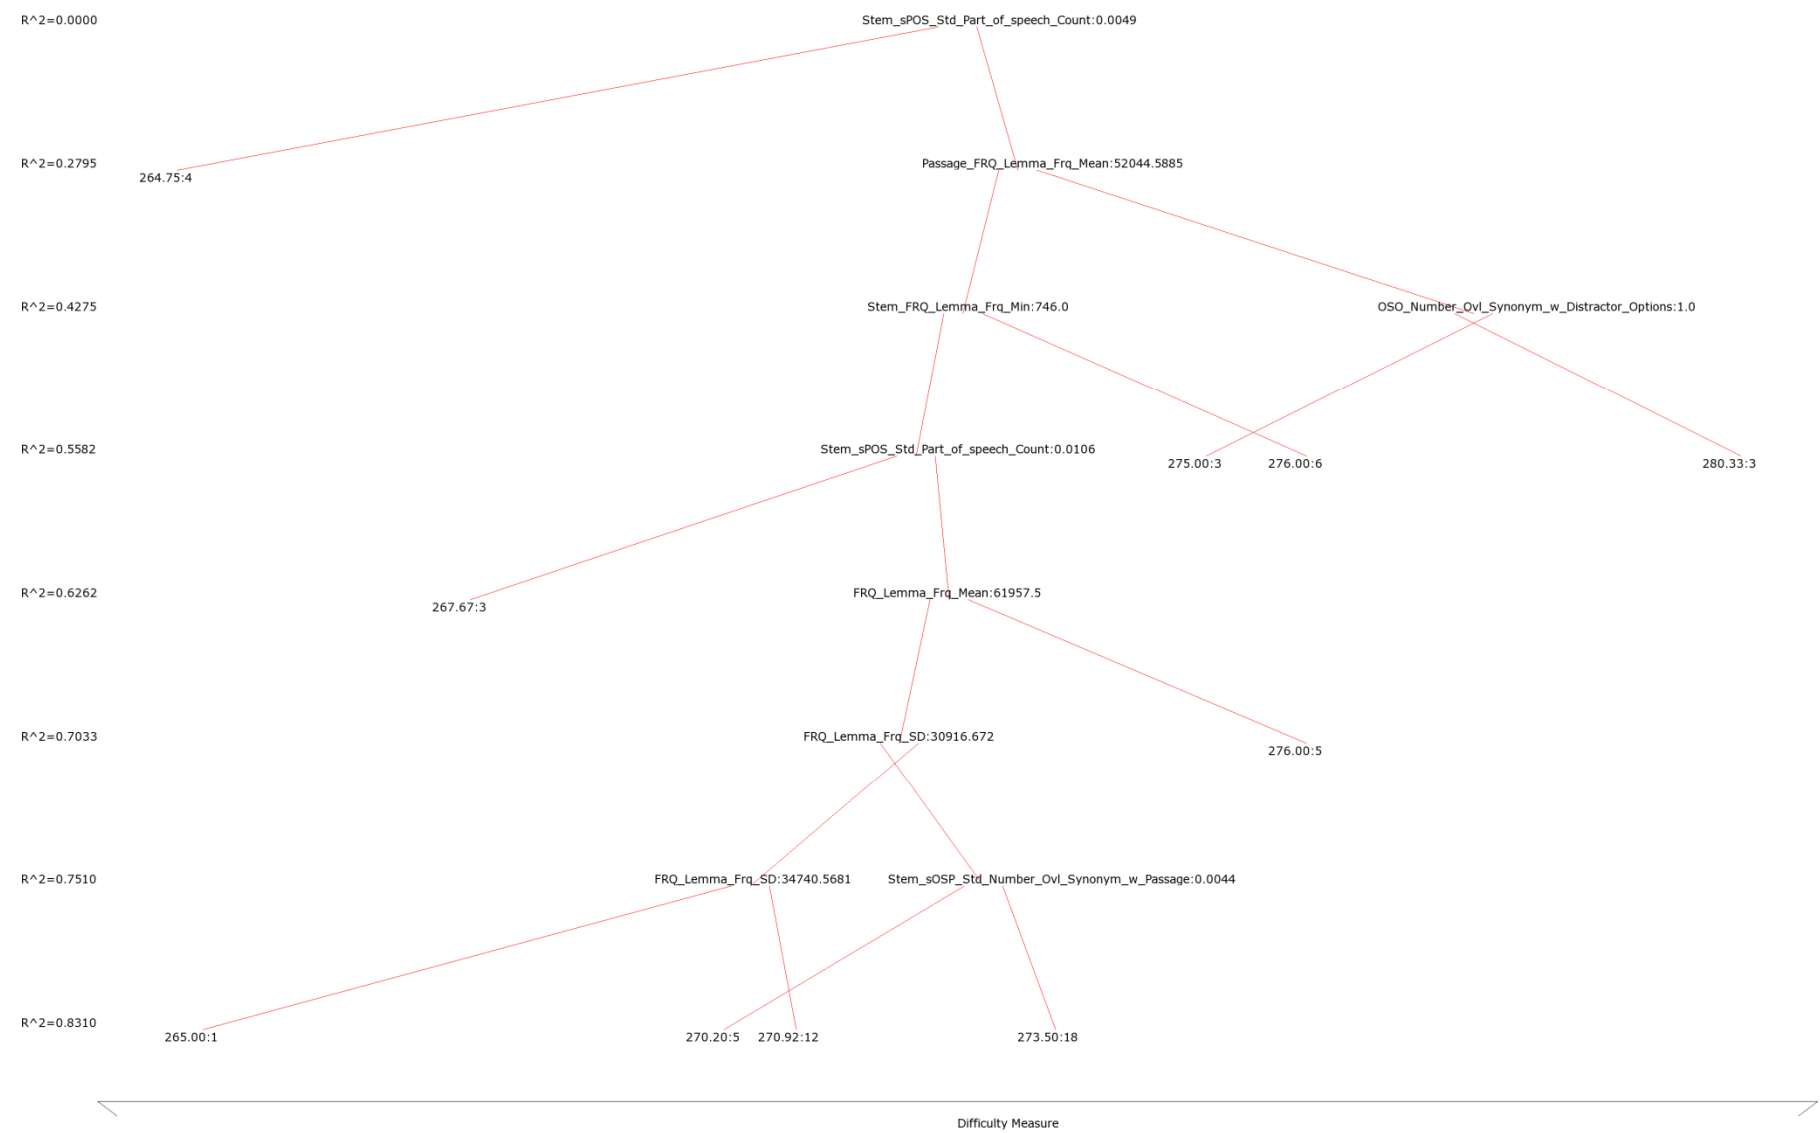 R^2=0.0000 Stem_sPOS_Std_Part_of_speech_Count:0.0049
R^2=0.2795 Passage_FRQ_Lemma_Frq_Mean:52044.5885
264.75:4
R^2=0.4275 Stem_FRQ_Lemma_Frq_Min:746.0 OSO_Number_Ovl_Synonym_w_Distractor_Options:1.0
R^2=0.5582 Stem_sPOS_Std_Part_of_speech_Count:0.0106
275.00:3 276.00:6 280.33:3
R^2=0.6262 FRQ_Lemma_Frq_Mean:61957.5
267.67:3
R^2=0.7033 FRQ_Lemma_Frq_SD:30916.672
276.00:5
R^2=0.7510 FRQ_Lemma_Frq_SD:34740.5681 Stem_sOSP_Std_Number_Ovl_Synonym_w_Passage:0.0044
R^2=0.8310
265.00:1 270.20:5 270.92:12 273.50:18
Difficulty Measure